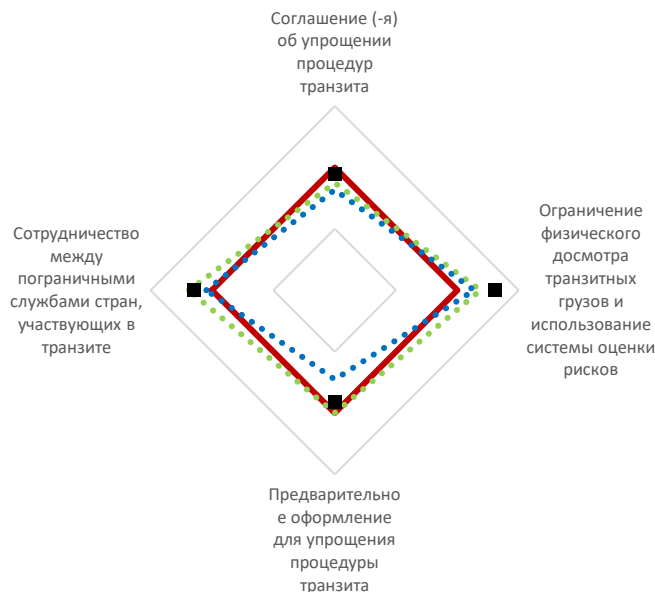 Соглашение (-я)
об упрощении
процедур
транзита
Сотрудничество
между
пограничными
службами стран,
участвующих в
транзите
Ограничение
физического
досмотра
транзитных
грузов и
использование
системы оценки
рисков
Предварительно
е оформление
для упрощения
процедуры
транзита